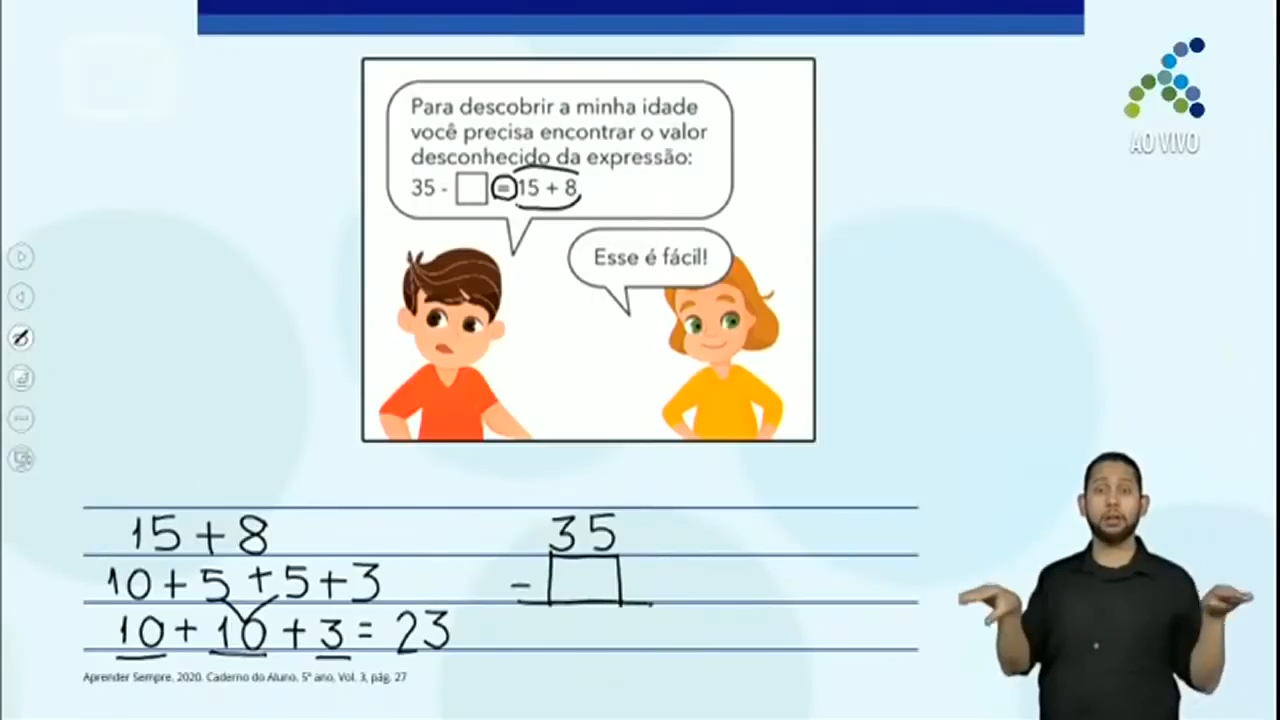 Para descobrir a minha idade
você precisa encontrar o valor
desconhecido da expressão:
35 - □ = 15 + 8
Esse é fácil!
AO VIVO
15 + 8
10 + 5 + 5 + 3
10 + 10 + 3 = 23
35
- □
Aprender Sempre, 2020. Caderno do Aluno, 5º ano, Vol. 3, pág. 27